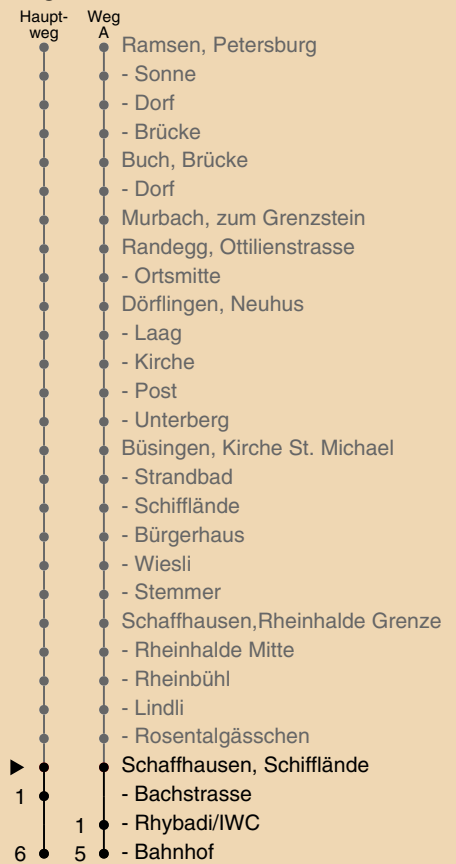 Haupt- Weg
weg A
Ramsen, Petersburg
- Sonne
- Dorf
- Brücke
Buch, Brücke
- Dorf
Murbach, zum Grenzstein
Randegg, Ottilienstrasse
- Ortsmitte
Dörflingen, Neuhus
- Laag
- Kirche
- Post
- Unterberg
Büsingen, Kirche St. Michael
- Strandbad
- Schifflände
- Bürgerhaus
- Wiesli
- Stemmer
Schaffhausen,Rheinhalde Grenze
- Rheinhalde Mitte
- Rheinbühl
- Lindli
- Rosentalgässchen
Schaffhausen, Schifflände
1 - Bachstrasse
1 - Rhybadi/IWC
6 5 - Bahnhof